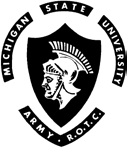 MICHIGAN STATE UNIVERSITY
ARMY • R.O.T.C.